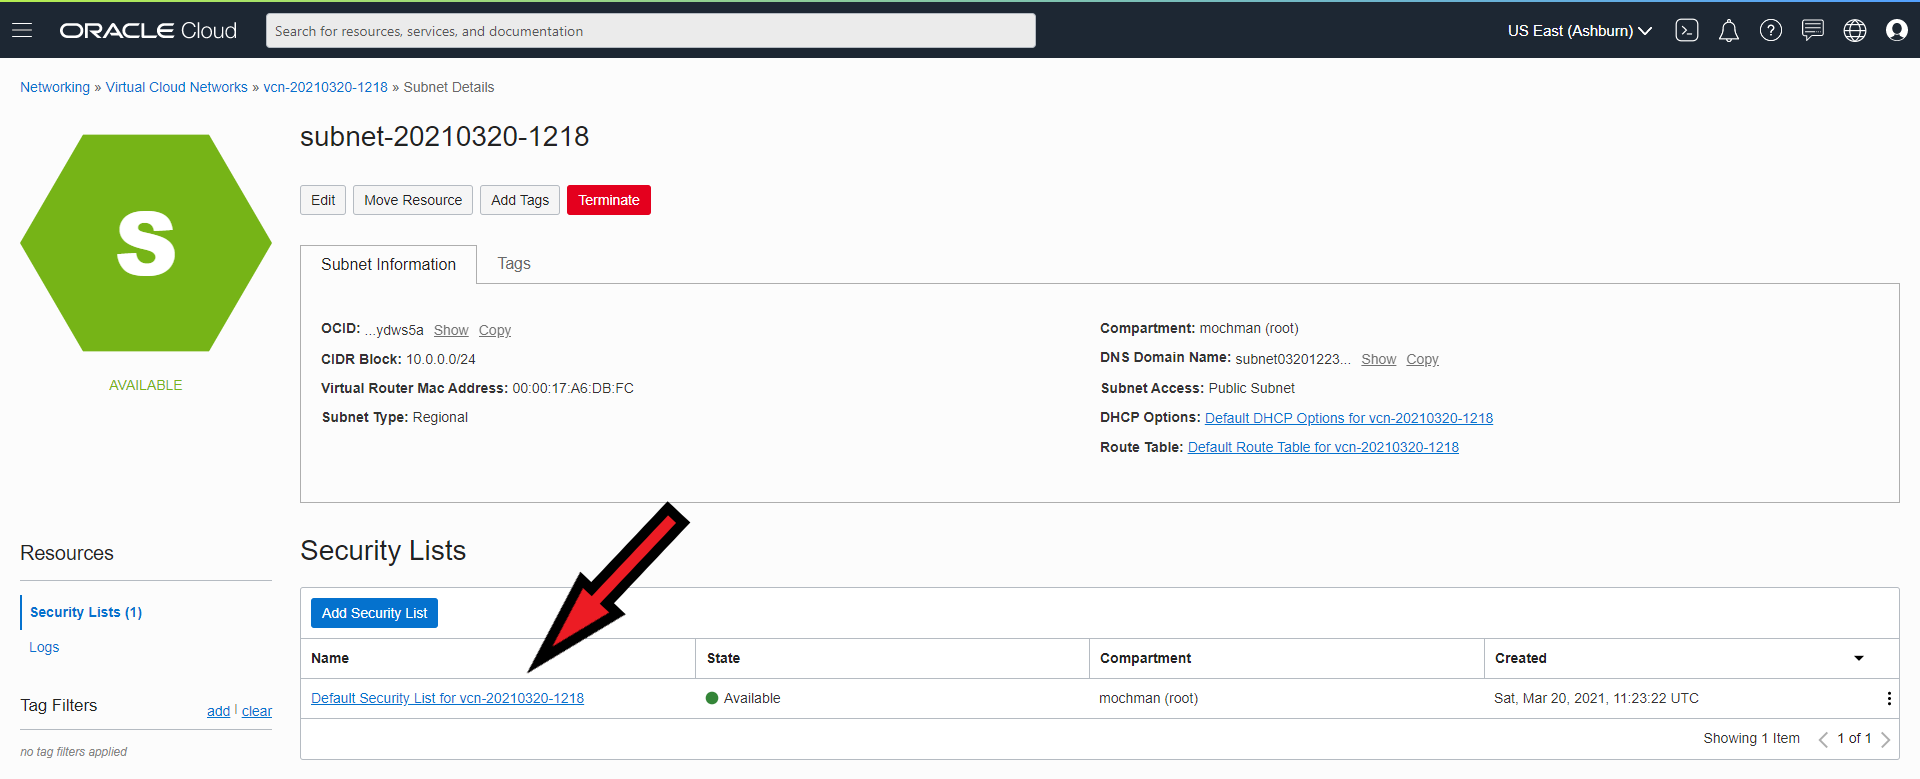 ORACLE Cloud
Search for resources, services, and documentation
US East (Ashburn)
Networking » Virtual Cloud Networks » vcn-20210320-1218 » Subnet Details
S
AVAILABLE
subnet-20210320-1218
Edit
Move Resource
Add Tags
Terminate
Subnet Information
Tags
OCID: ...ydws5a Show Copy
CIDR Block: 10.0.0.0/24
Virtual Router Mac Address: 00:00:17:A6:DB:FC
Subnet Type: Regional
Compartment: mochman (root)
DNS Domain Name: subnet03201223... Show Copy
Subnet Access: Public Subnet
DHCP Options: Default DHCP Options for vcn-20210320-1218
Route Table: Default Route Table for vcn-20210320-1218
Resources
Security Lists (1)
Logs
Tag Filters
add | clear
no tag filters applied
Security Lists
Add Security List
Name State Compartment Created
Default Security List for vcn-20210320-1218 Available mochman (root) Sat, Mar 20, 2021, 11:23:22 UTC
Showing 1 Item < 1 of 1 >